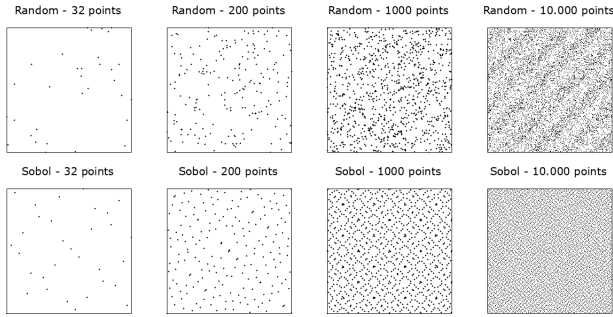 Random - 32 points
Random - 200 points
Random - 1000 points
Random - 10.000 points
Sobol - 32 points
Sobol - 200 points
Sobol - 1000 points
Sobol - 10.000 points